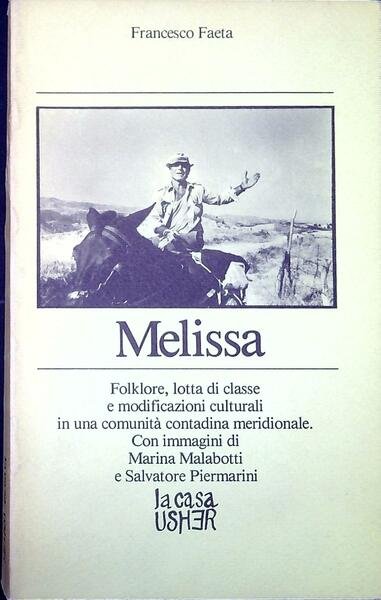 Francesco Faeta
Melissa
Folklore, lotta di classe
e modificazioni culturali
in una comunità contadina meridionale.
Con immagini di
Marina Malabotti
e Salvatore Piermarini
la casa
USHER